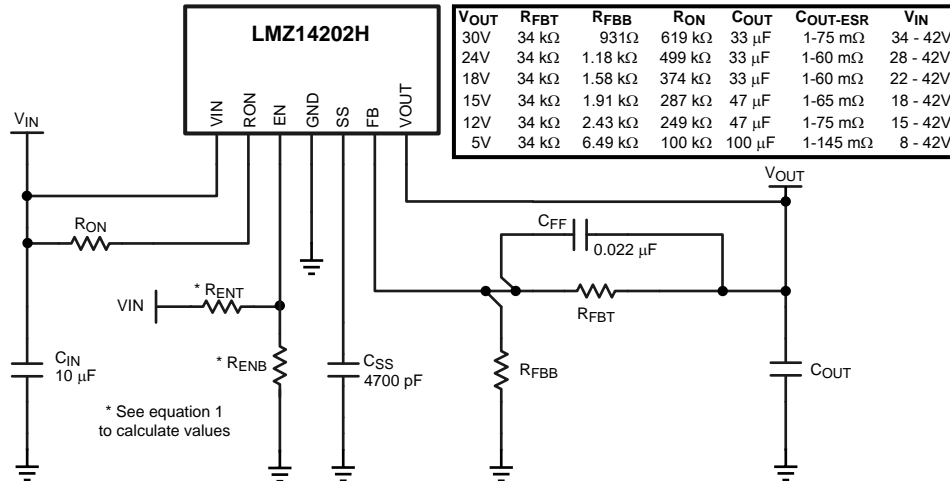 LMZ14202H
VIN
RON
EN
GND
SS
FB
VOUT
VOUT RFBT RFBB RON COUT COUT-ESR VIN
30V 34 kΩ 931Ω 619 kΩ 33 μF 1-75 mΩ 34 - 42V
24V 34 kΩ 1.18 kΩ 499 kΩ 33 μF 1-60 mΩ 28 - 42V
18V 34 kΩ 1.58 kΩ 374 kΩ 33 μF 1-60 mΩ 22 - 42V
15V 34 kΩ 1.91 kΩ 287 kΩ 47 μF 1-65 mΩ 18 - 42V
12V 34 kΩ 2.43 kΩ 249 kΩ 47 μF 1-75 mΩ 15 - 42V
5V 34 kΩ 6.49 kΩ 100 kΩ 100 μF 1-145 mΩ 8 - 42V
VIN
VOUT
RON
CFF
0.022 μF
* RENT
VIN
RFBT
* RENB
CIN
10 μF
CSS
4700 pF
RFBB
COUT
* See equation 1
to calculate values